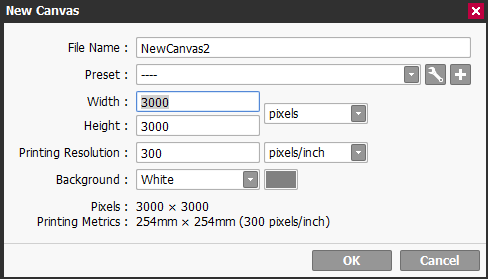 New Canvas
File Name : NewCanvas2
Preset : ----
Width : 3000
pixels
Height : 3000
Printing Resolution : 300 pixels/inch
Background : White
Pixels : 3000 × 3000
Printing Metrics : 254mm × 254mm (300 pixels/inch)
OK Cancel